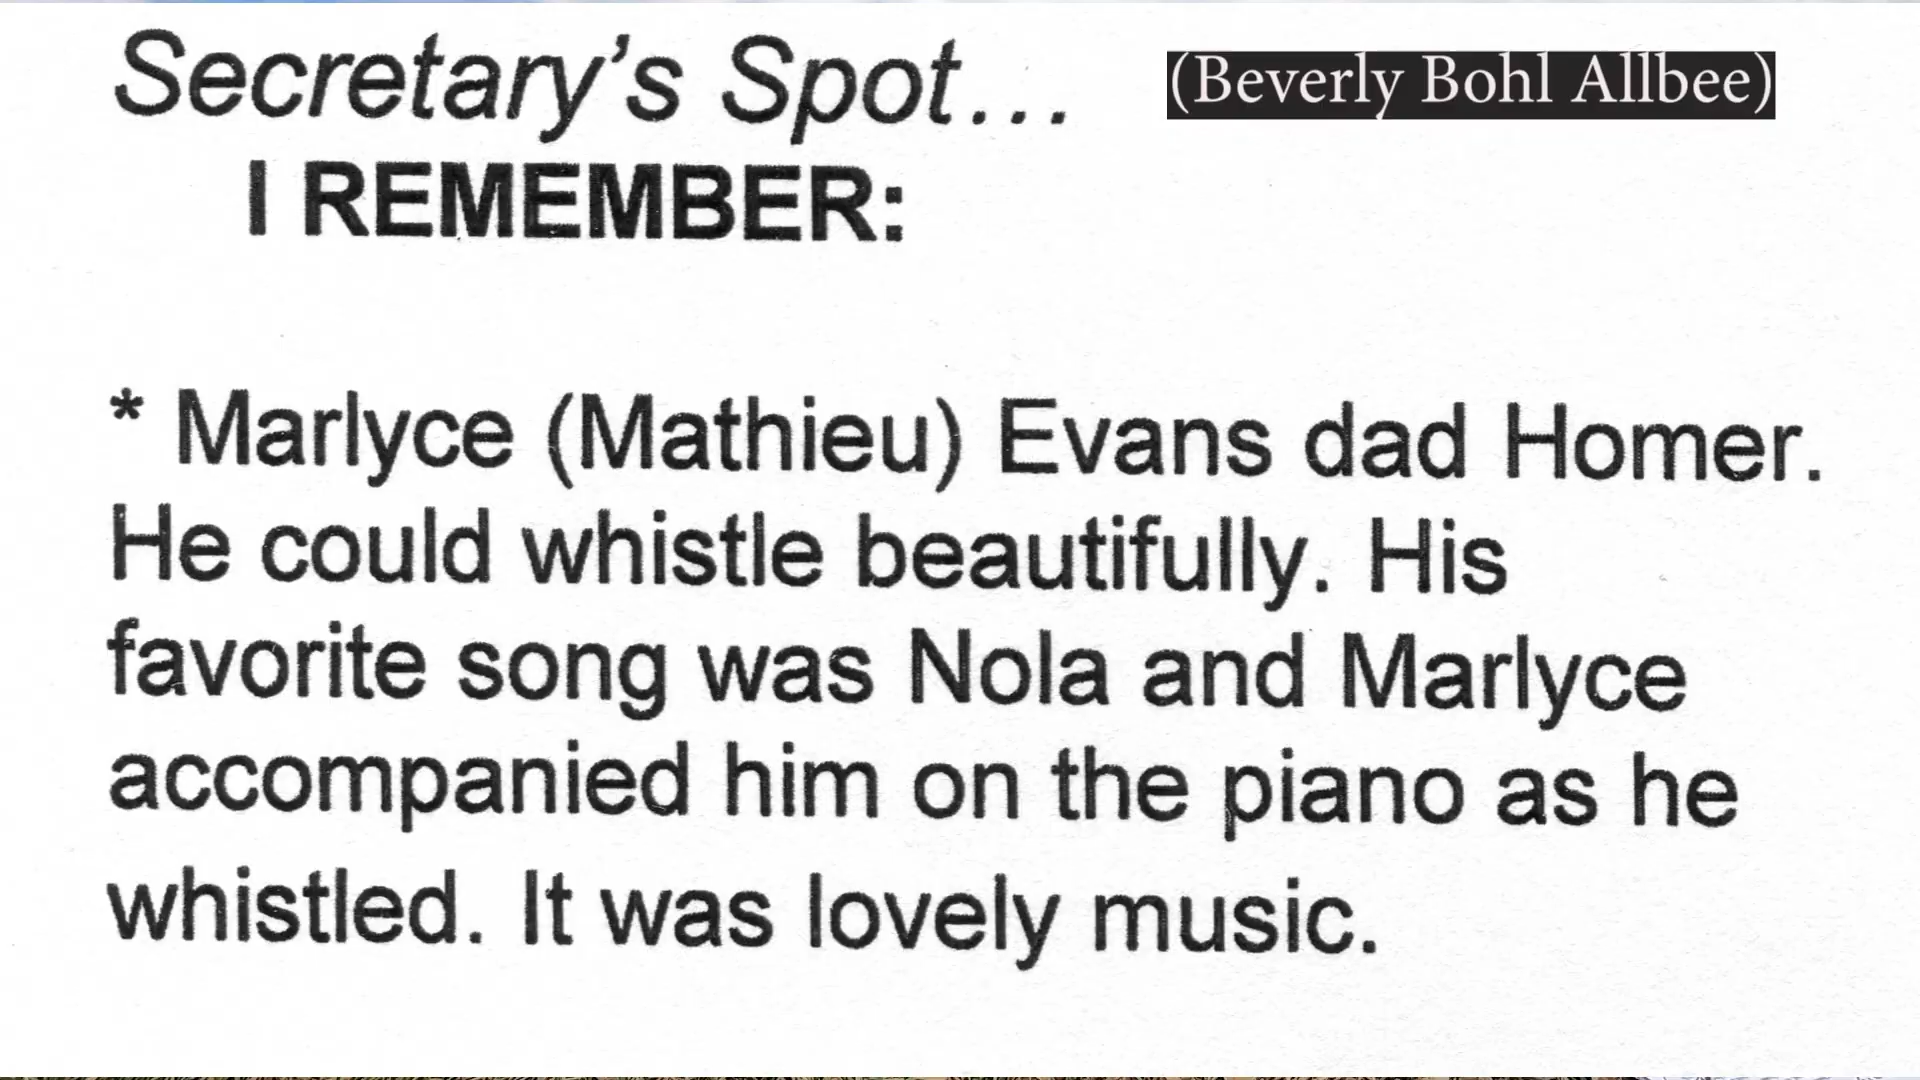 Secretary's Spot... (Beverly Bohl Allbee)
I REMEMBER:
* Marlyce (Mathieu) Evans dad Homer.
He could whistle beautifully. His
favorite song was Nola and Marlyce
accompanied him on the piano as he
whistled. It was lovely music.